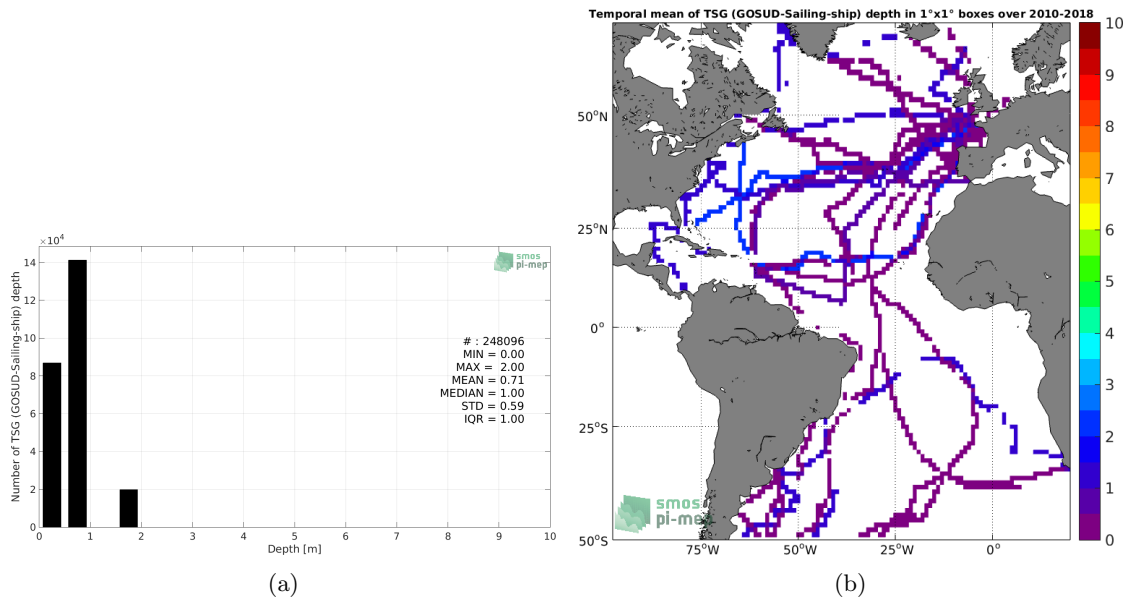 ×10⁴
14
12
10
8
6
4
2
0
Number of TSG (GOSUD-Sailing-ship) depth
smos
pi-mep
# : 248096
MIN = 0.00
MAX = 2.00
MEAN = 0.71
MEDIAN = 1.00
STD = 0.59
IQR = 1.00
0 1 2 3 4 5 6 7 8 9 10
Depth [m]
(a)
Temporal mean of TSG (GOSUD-Sailing-ship) depth in 1°x1° boxes over 2010-2018
50°N
25°N
0°
25°S
50°S
75°W 50°W 25°W 0°
smos
pi-mep
10
9
8
7
6
5
4
3
2
1
0
(b)